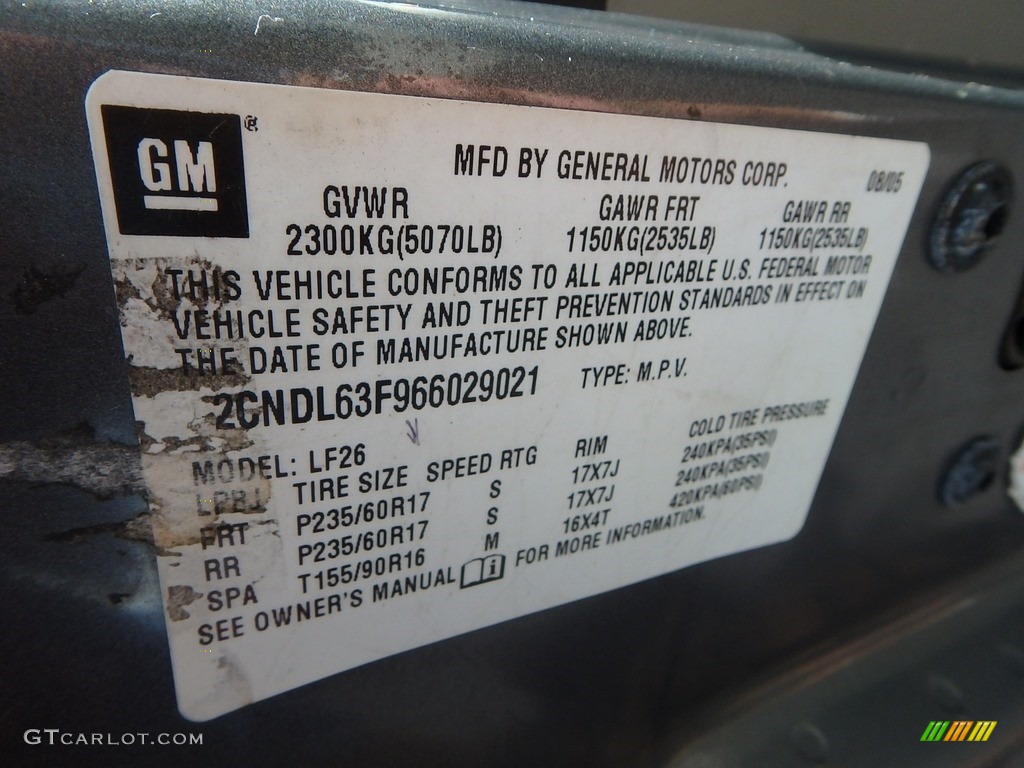 GM ®
MFD BY GENERAL MOTORS CORP. 08/05
GVWR GAWR FRT GAWR RR
2300KG(5070LB) 1150KG(2535LB) 1150KG(2535LB)
THIS VEHICLE CONFORMS TO ALL APPLICABLE U.S. FEDERAL MOTOR
VEHICLE SAFETY AND THEFT PREVENTION STANDARDS IN EFFECT ON
THE DATE OF MANUFACTURE SHOWN ABOVE.
2CNDL63F966029021 TYPE: M.P.V.
MODEL: LF26
TIRE SIZE SPEED RTG RIM COLD TIRE PRESSURE
FRT P235/60R17 S 17X7J 240KPA(35PSI)
RR P235/60R17 S 17X7J 240KPA(35PSI)
SPA T155/90R16 M 16X4T 420KPA(60PSI)
SEE OWNER'S MANUAL FOR MORE INFORMATION.
GTCARLOT.COM